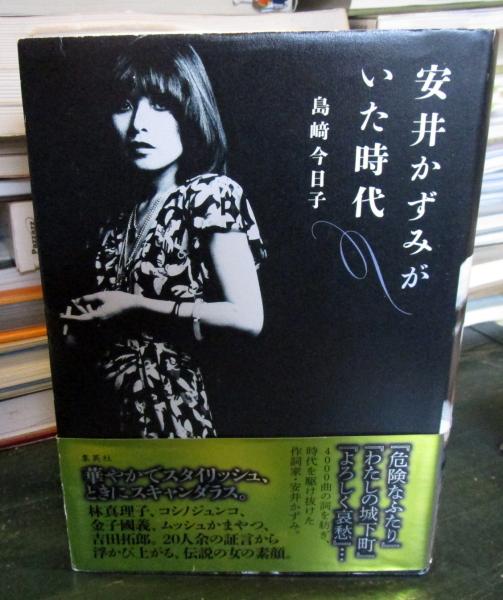 安井かずみが
いた時代
島﨑今日子
『危険なふたり』
『わたしの城下町』
『よろしく哀愁』…
4000曲の詞を紡ぎ、
時代を駆け抜けた
作詞家・安井かずみ。
集英社
華やかでスタイリッシュ、
ときにスキャンダラス。
林真理子、コシノジュンコ、
金子國義、ムッシュかまやつ、
吉田拓郎。20人余の証言から
浮かび上がる、伝説の女の素顔。